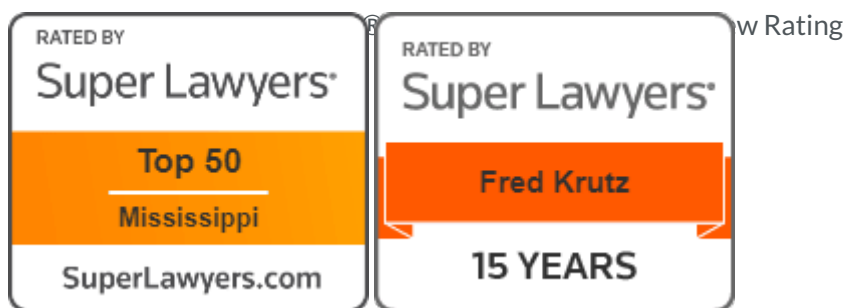 ® w Rating
RATED BY
Super Lawyers
Top 50
Mississippi
SuperLawyers.com
RATED BY
Super Lawyers
Fred Krutz
15 YEARS